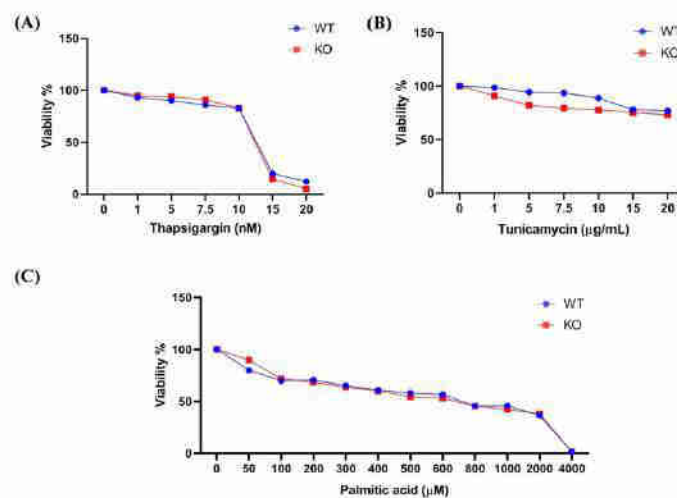 (A)
WT
KO
150
100
50
0
Viability %
0 1 5 7.5 10 15 20
Thapsigargin (nM)
(B)
WT
KO
150
100
50
0
Viability %
0 1 5 7.5 10 15 20
Tunicamycin (µg/mL)
(C)
WT
KO
150
100
50
0
Viability %
0 50 100 200 300 400 500 600 800 1000 2000 4000
Palmitic acid (µM)